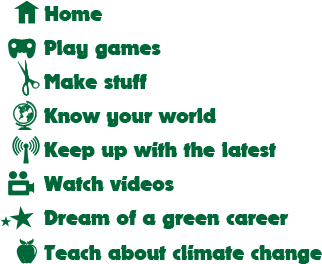 Home
Play games
Make stuff
Know your world
Keep up with the latest
Watch videos
Dream of a green career
Teach about climate change